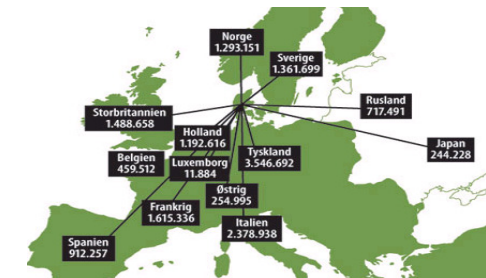 Norge
1.293.151
Sverige
1.361.699
Rusland
717.491
Storbritannien
1.488.658
Holland
1.192.616
Japan
244.228
Belgien
459.512
Luxemborg
11.884
Tyskland
3.546.692
Østrig
254.995
Frankrig
1.615.336
Italien
2.378.938
Spanien
912.257